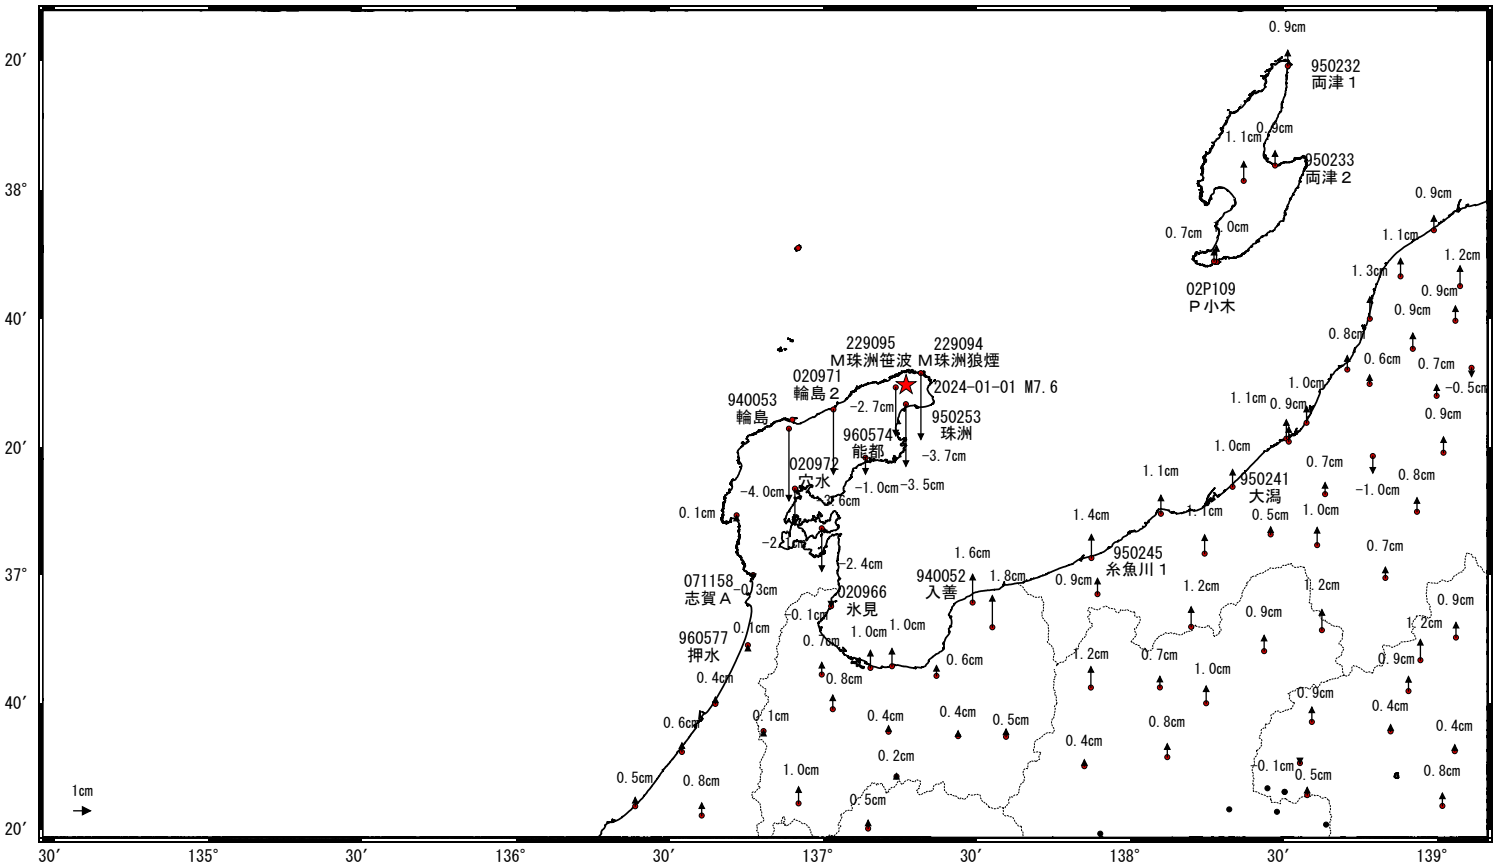 0.9cm
20′
950232
両津１
0.9cm
1.1cm
950233
両津２
38°
0.9cm
0.7cm
1.1cm
1.2cm
1.3cm
02P109
Ｐ小木
0.9cm
0.9cm
40′
0.8cm
229095
Ｍ珠洲笹波
229094
Ｍ珠洲狼煙
0.6cm
0.7cm
020971
輪島２
2024-01-01 M7.6
-0.5cm
1.0cm
940053
輪島
-2.7cm
950253
珠洲
1.1cm
0.9cm
0.9cm
960574
能都
20′
1.0cm
-3.7cm
020972
穴水
0.7cm
1.1cm
950241
大潟
0.8cm
-4.0cm
-1.0cm
-3.5cm
-1.0cm
0.1cm
1.4cm
1.1cm
0.5cm
1.0cm
-2.1cm
0.7cm
1.6cm
950245
糸魚川１
-2.4cm
37°
940052
入善
1.8cm
0.9cm
071158
志賀Ａ
-0.3cm
020966
氷見
1.2cm
1.2cm
0.9cm
-0.1cm
0.9cm
960577
押水
0.1cm
0.7cm
1.0cm
1.0cm
1.2cm
0.6cm
1.2cm
0.7cm
1.0cm
0.9cm
0.4cm
0.8cm
0.9cm
40′
0.6cm
0.1cm
0.4cm
0.4cm
0.5cm
0.8cm
0.4cm
0.4cm
0.4cm
0.2cm
0.5cm
0.8cm
1.0cm
-0.1cm
0.5cm
0.8cm
1cm
0.5cm
20′
30′
135°
30′
136°
30′
137°
30′
138°
30′
139°